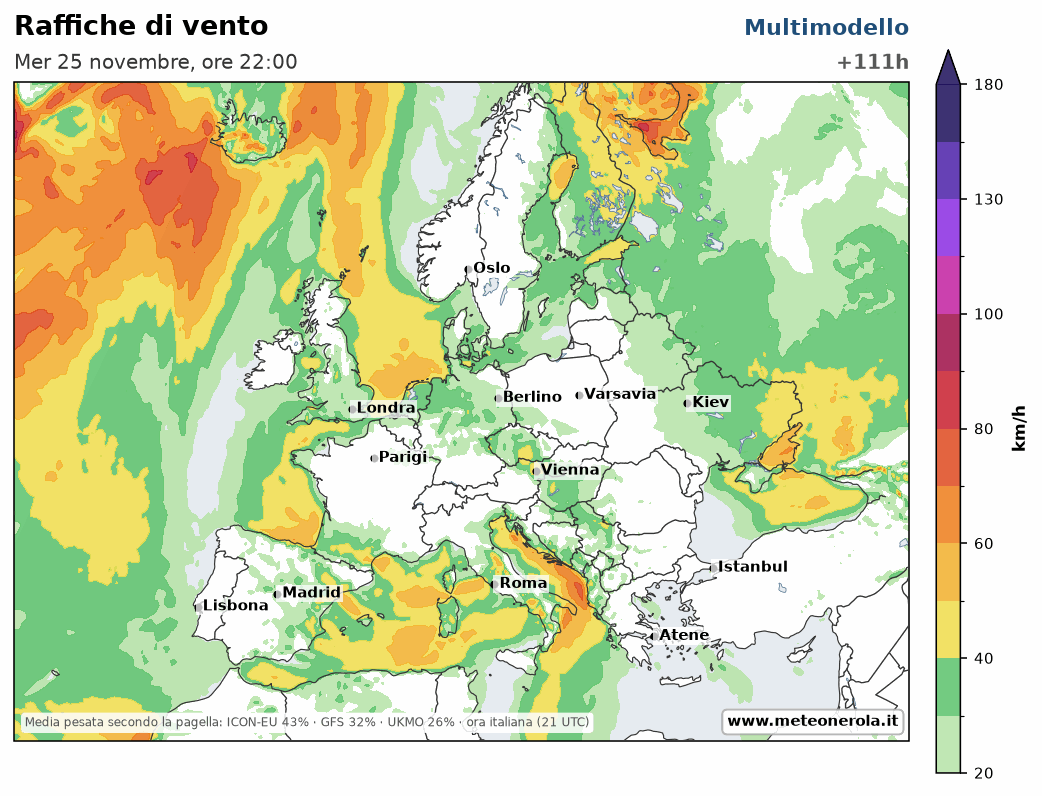 Raffiche di vento
Multimodello
Mer 25 novembre, ore 22:00
+111h
180
130
100
80
60
40
20
km/h
Oslo
Berlino
Varsavia
Kiev
Londra
Parigi
Vienna
Istanbul
Roma
Madrid
Lisbona
Atene
Media pesata secondo la pagella: ICON-EU 43% · GFS 32% · UKMO 26% · ora italiana (21 UTC)
www.meteonerola.it